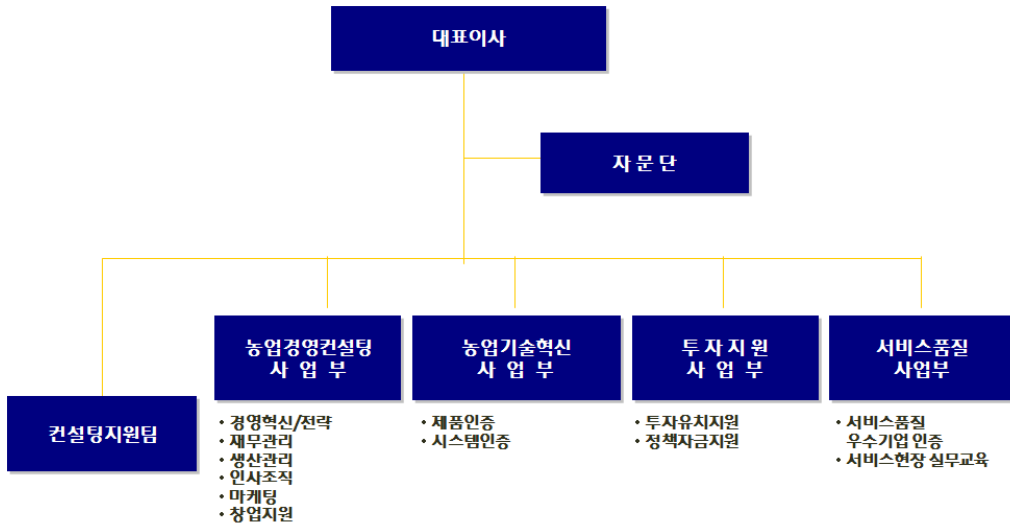 대표이사
자 문 단
농업경영컨설팅
사 업 부
농업기술혁신
사 업 부
투 자 지 원
사 업 부
서비스품질
사업부
컨설팅지원팀
• 경영혁신/전략
• 재무관리
• 생산관리
• 인사조직
• 마케팅
• 창업지원
• 제품인증
• 시스템인증
• 투자유치지원
• 정책자금지원
• 서비스품질
우수기업 인증
• 서비스현장 실무교육